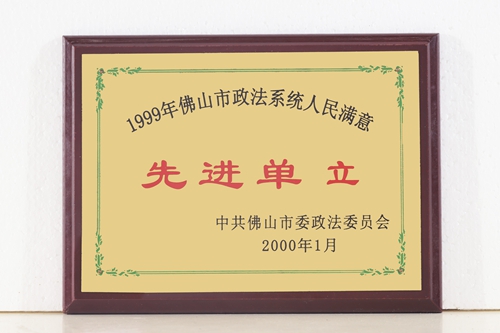 1999年佛山市政法系统人民满意
先进单立
中共佛山市委政法委员会
2000年1月